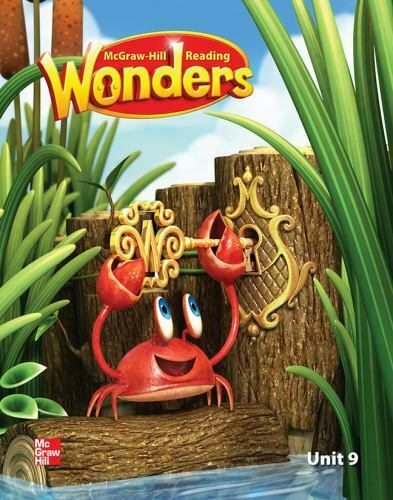 McGraw-Hill Reading
Wonders
W
Mc
Graw
Hill
Unit 9